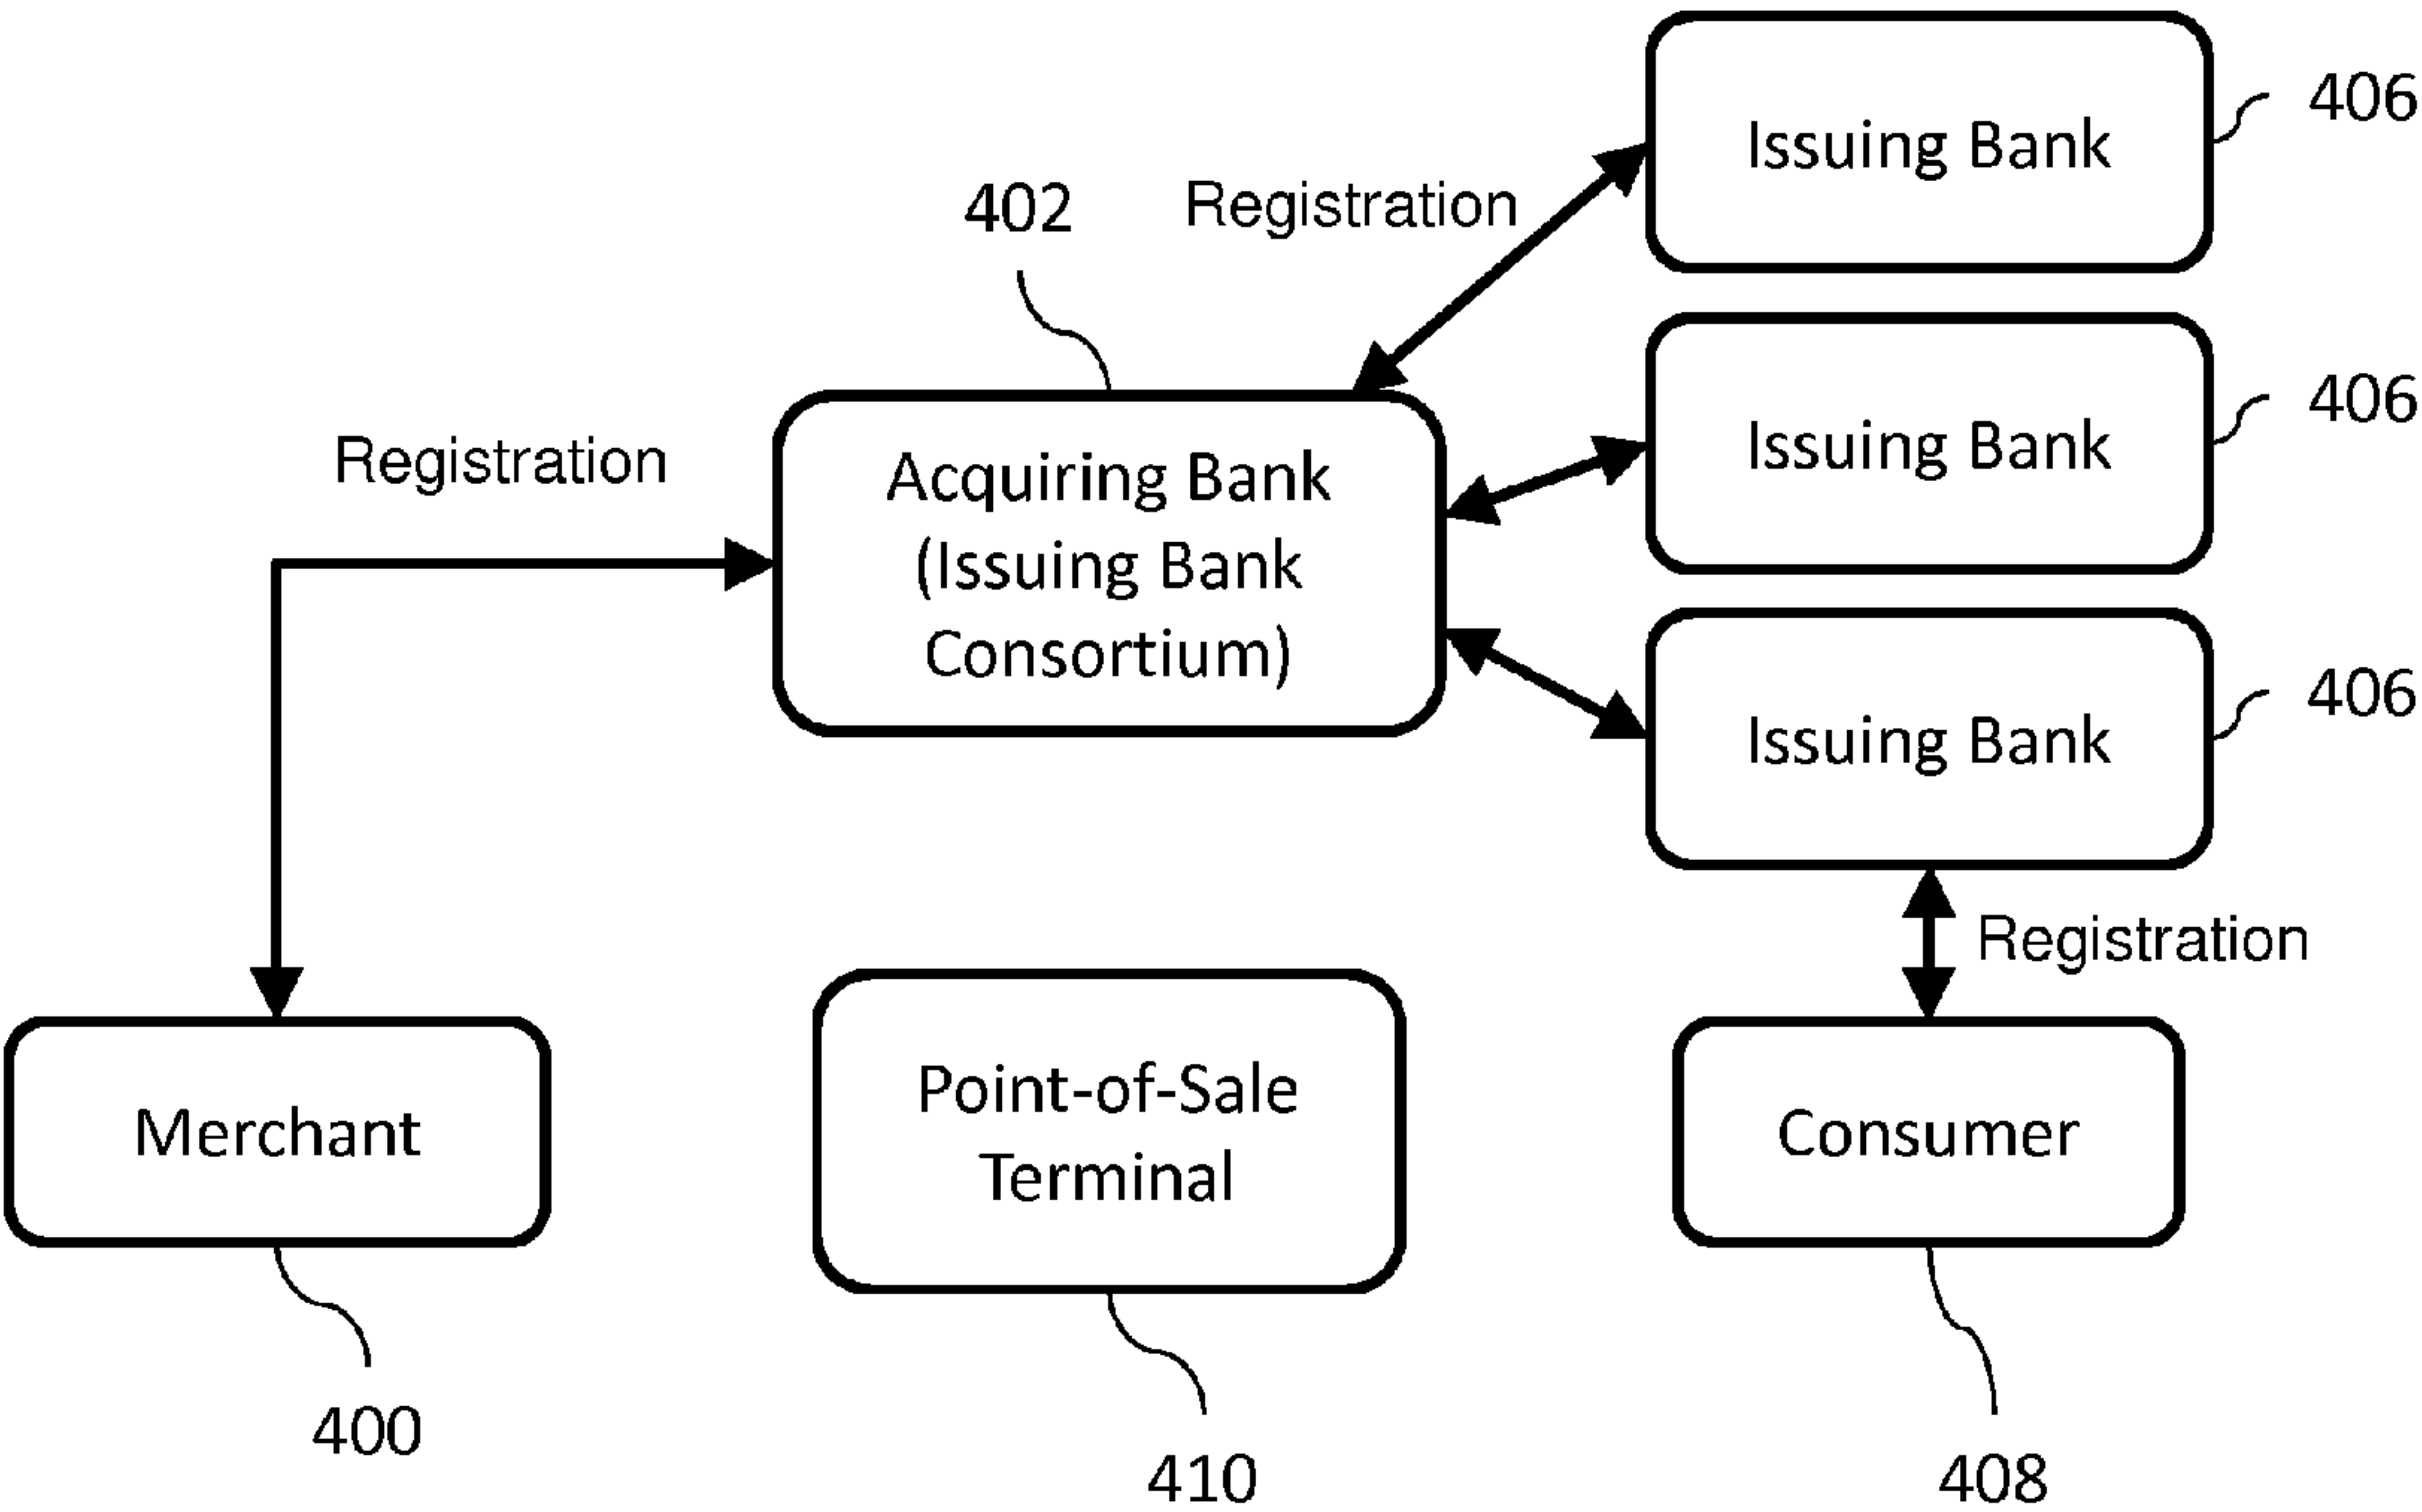 Issuing Bank
406
402
Registration
Issuing Bank
406
Registration
Acquiring Bank
(Issuing Bank
Consortium)
Issuing Bank
406
Registration
Merchant
Point-of-Sale
Terminal
Consumer
400
410
408